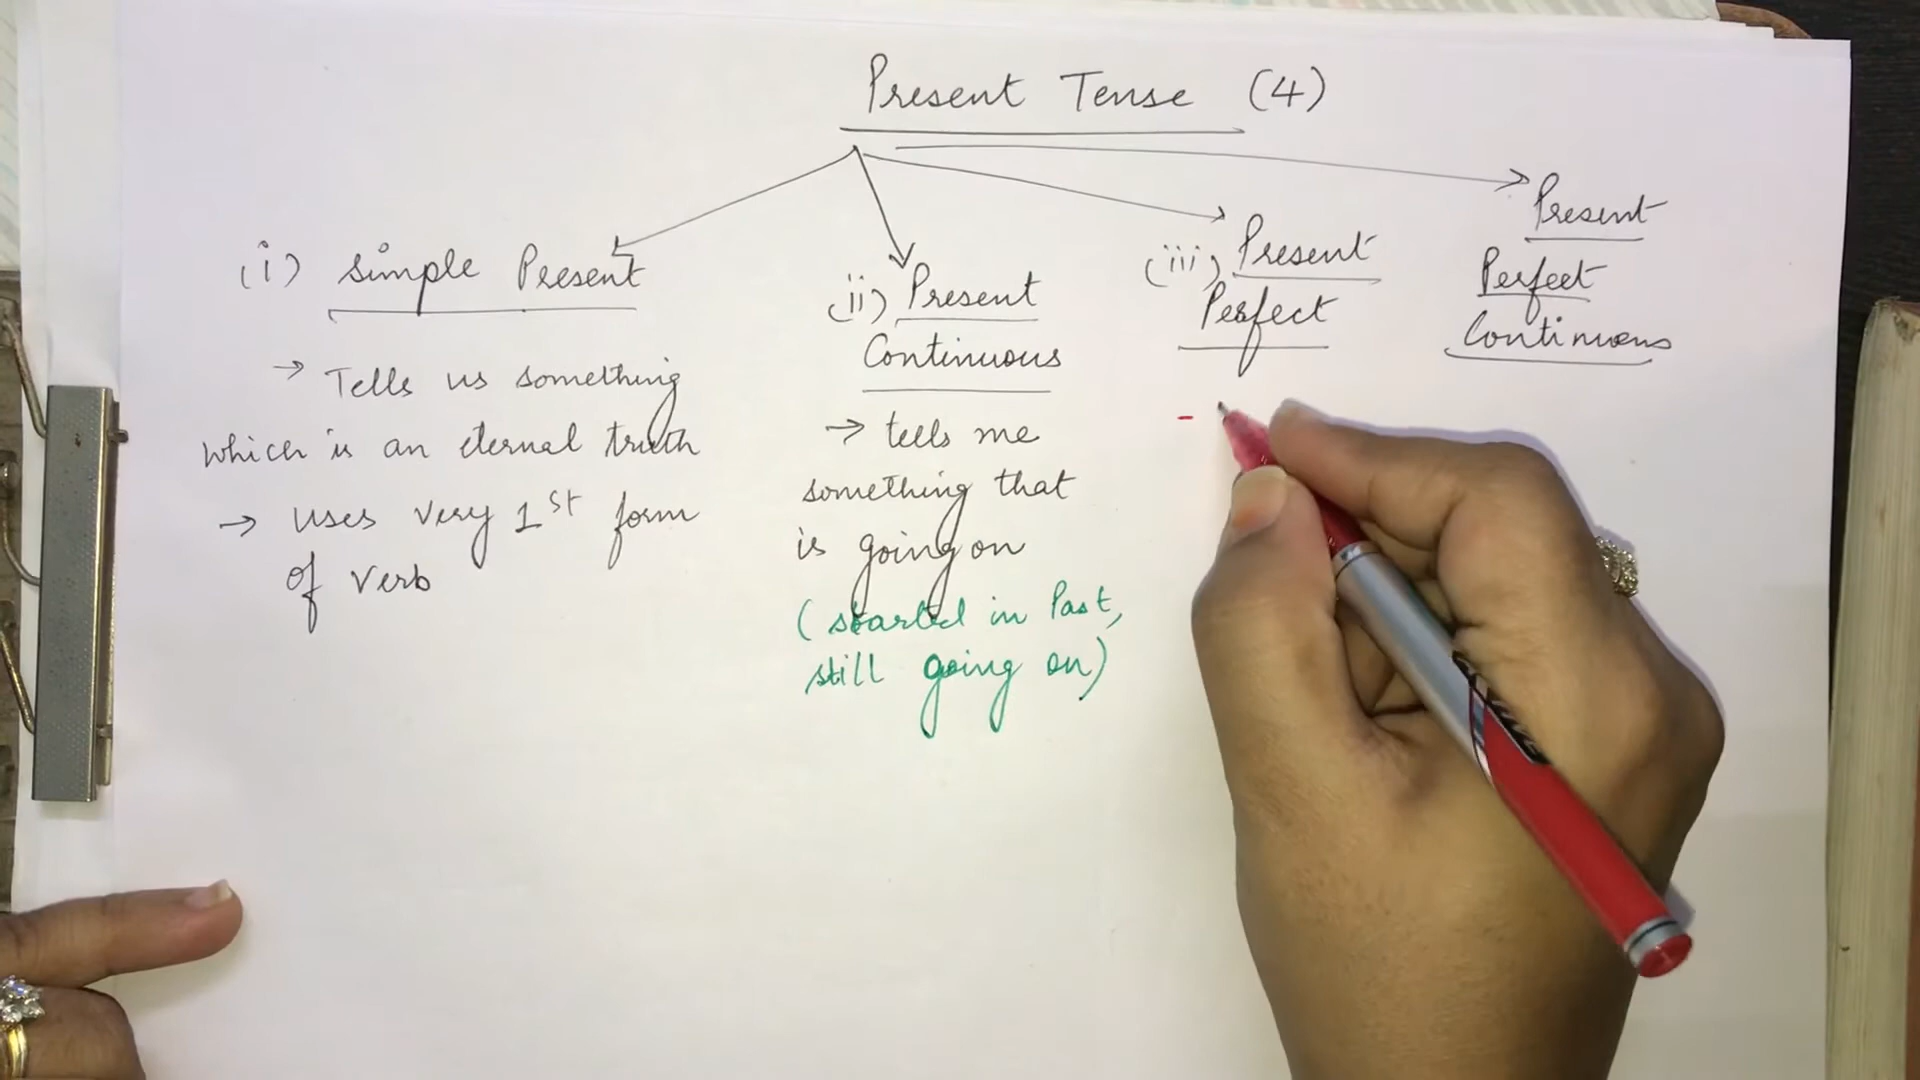 Present Tense (4)
(i) simple Present
→ Tells us something
which is an eternal truth
→ uses very 1st form
of verb
(ii) Present
Continuous
→ tells me
something that
is going on
(started in Past,
still going on)
(iii) Present
Perfect
-
Present
Perfect
Continuous